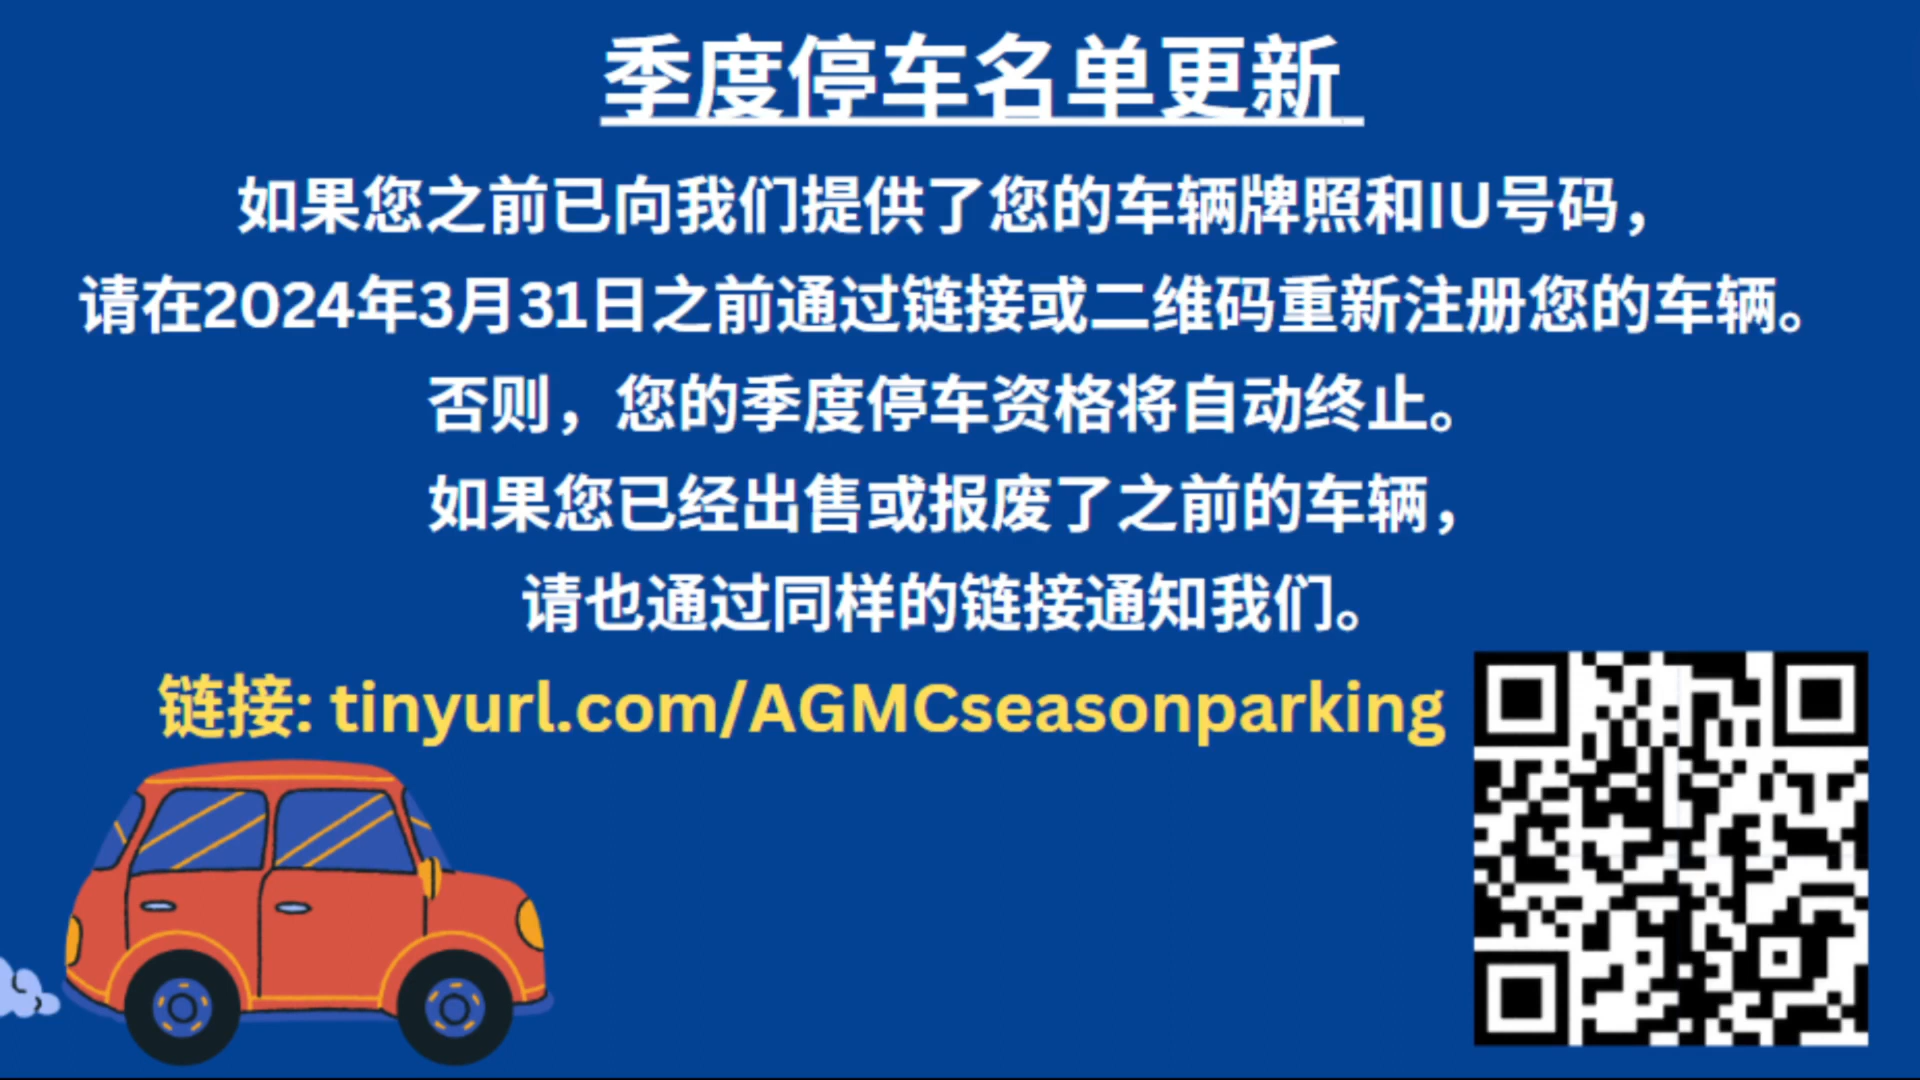 季度停车名单更新
如果您之前已向我们提供了您的车辆牌照和IU号码，
请在2024年3月31日之前通过链接或二维码重新注册您的车辆。
否则，您的季度停车资格将自动终止。
如果您已经出售或报废了之前的车辆，
请也通过同样的链接通知我们。
链接: tinyurl.com/AGMCseasonparking